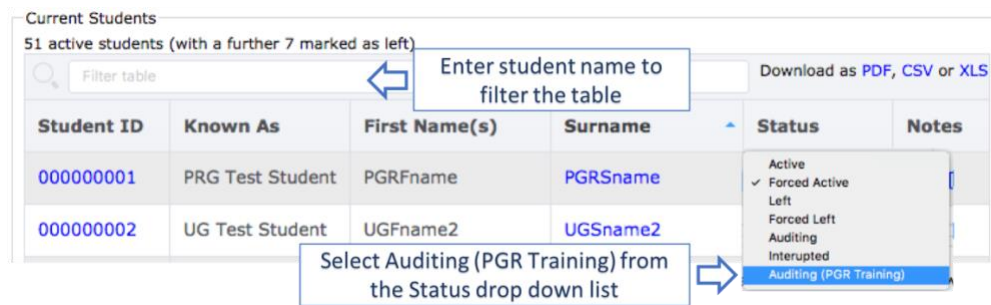 Current Students
51 active students (with a further 7 marked as left)
Filter table
Enter student name to
filter the table
Download as PDF, CSV or XLS
Student ID Known As First Name(s) Surname Status Notes
000000001 PRG Test Student PGRFname PGRSname
000000002 UG Test Student UGFname2 UGSname2
Active
✓ Forced Active
Left
Forced Left
Auditing
Interupted
Auditing (PGR Training)
Select Auditing (PGR Training) from
the Status drop down list